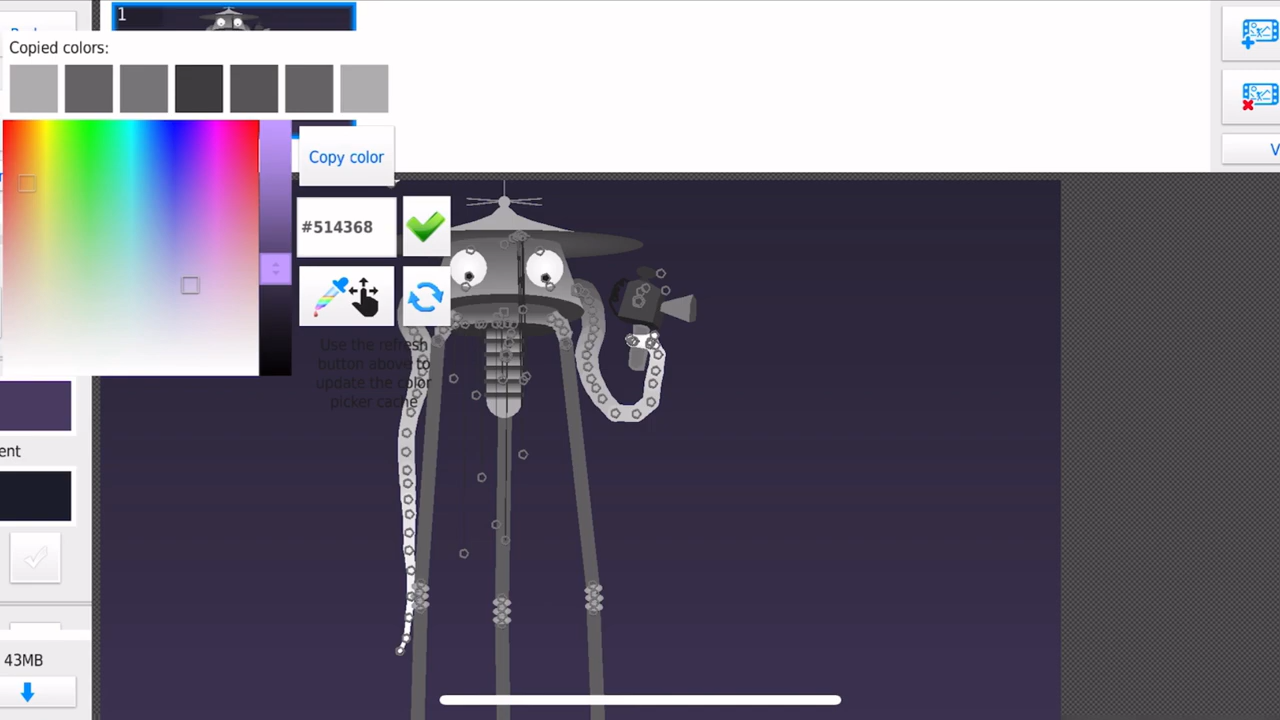 1
Copied colors:
Copy color
#514368
Use the refresh
button above to
update the color
picker cache
ent
43MB
V